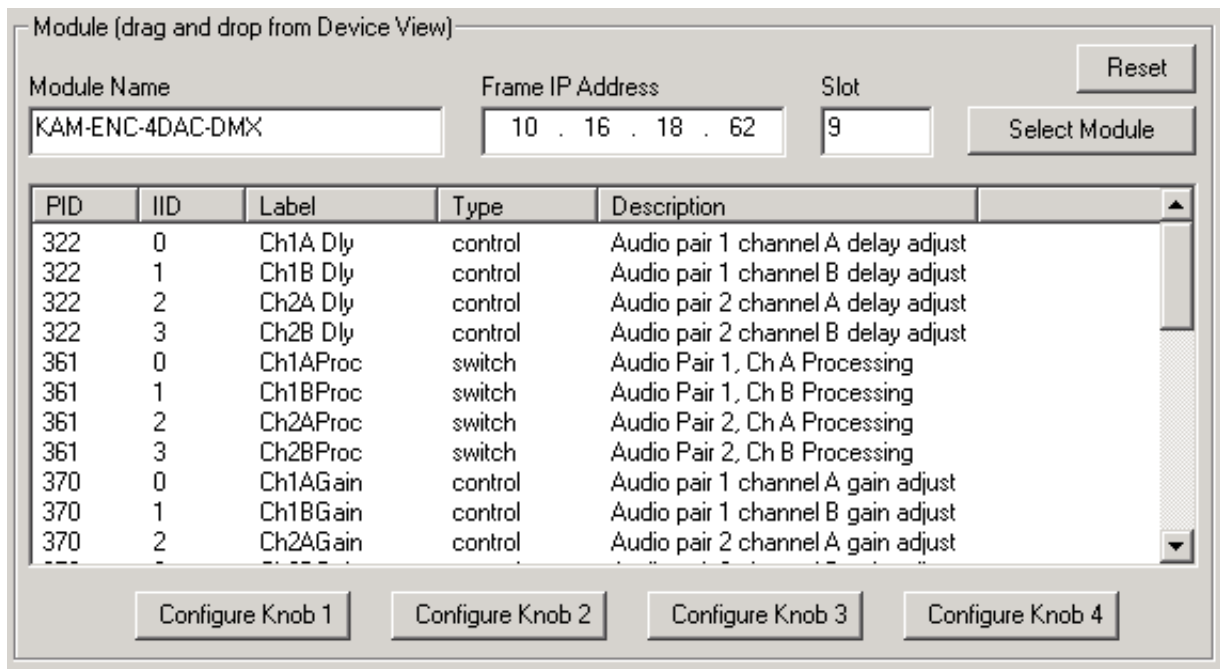 Module (drag and drop from Device View)
Reset
Module Name Frame IP Address Slot
KAM-ENC-4DAC-DMX 10 . 16 . 18 . 62 9 Select Module
PID IID Label Type Description
322 0 Ch1A Dly control Audio pair 1 channel A delay adjust
322 1 Ch1B Dly control Audio pair 1 channel B delay adjust
322 2 Ch2A Dly control Audio pair 2 channel A delay adjust
322 3 Ch2B Dly control Audio pair 2 channel B delay adjust
361 0 Ch1AProc switch Audio Pair 1, Ch A Processing
361 1 Ch1BProc switch Audio Pair 1, Ch B Processing
361 2 Ch2AProc switch Audio Pair 2, Ch A Processing
361 3 Ch2BProc switch Audio Pair 2, Ch B Processing
370 0 Ch1AGain control Audio pair 1 channel A gain adjust
370 1 Ch1BGain control Audio pair 1 channel B gain adjust
370 2 Ch2AGain control Audio pair 2 channel A gain adjust
Configure Knob 1 Configure Knob 2 Configure Knob 3 Configure Knob 4